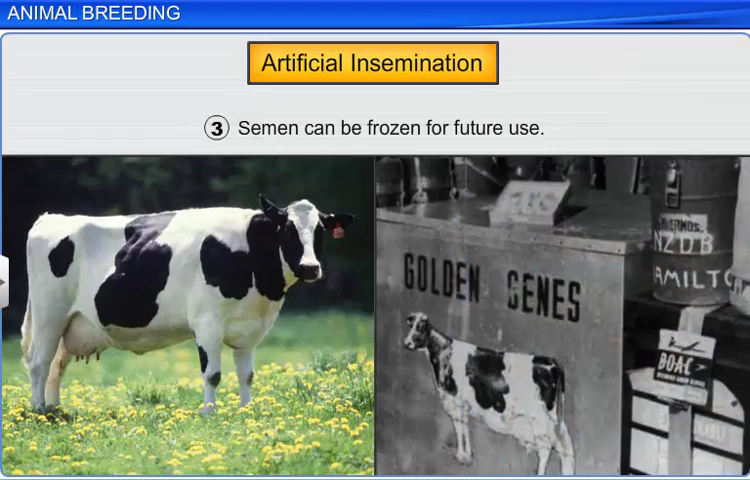 ANIMAL BREEDING
Artificial Insemination
3 Semen can be frozen for future use.
GOLDEN GENES
NZDB
BOAC